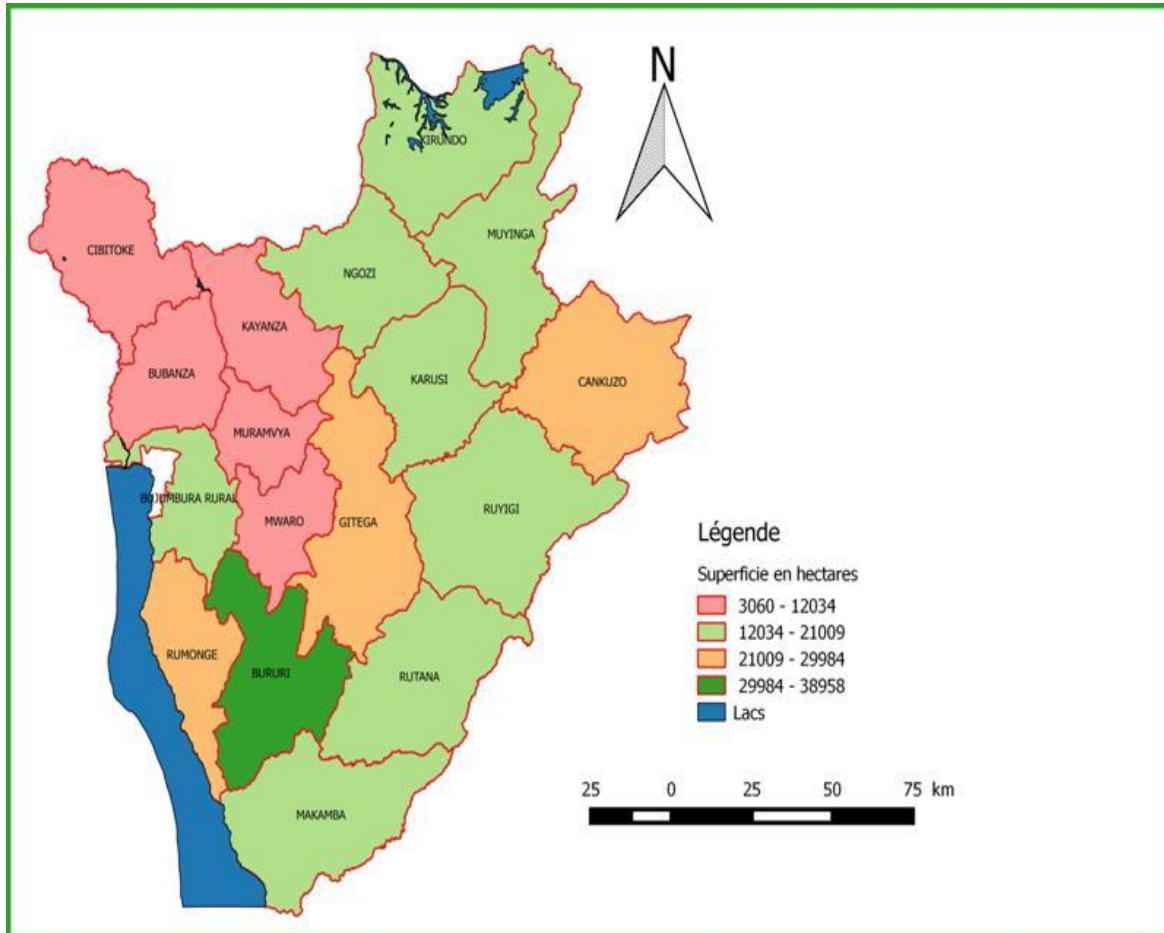 N
KIRUNDO
MUYINGA
CIBITOKE
NGOZI
KAYANZA
BUBANZA
KARUSI
CANKUZO
MURAMVYA
BUJUMBURA RURAL
MWARO
GITEGA
RUYIGI
RUMONGE
BURURI
RUTANA
MAKAMBA
Légende
Superficie en hectares
3060 - 12034
12034 - 21009
21009 - 29984
29984 - 38958
Lacs
25 0 25 50 75 km